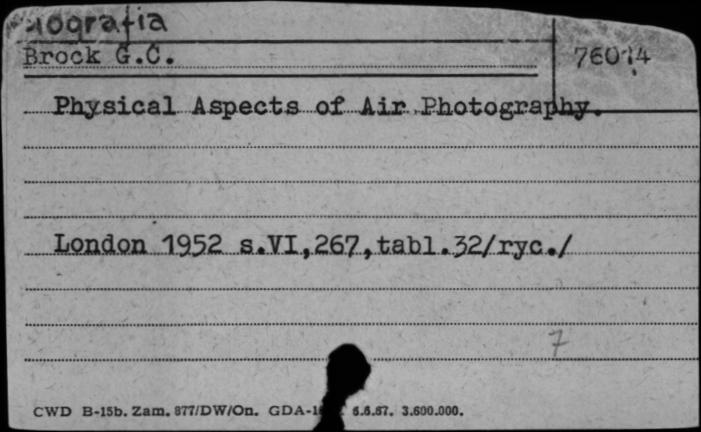 Brock G.C.
76014
Physical Aspects of Air Photography.
London 1952 s.VI,267,tabl.32/ryc./
7
CWD B-15b. Zam. 877/DW/On. GDA- 6.6.67. 3.600.000.